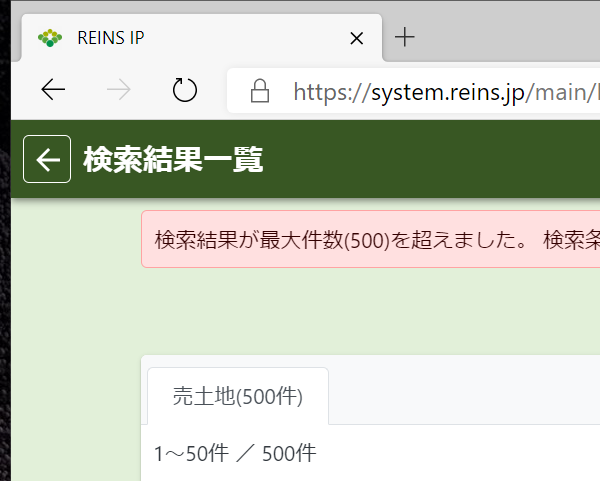 REINS IP
https://system.reins.jp/main/
検索結果一覧
検索結果が最大件数(500)を超えました。 検索条
売土地(500件)
1～50件 ／ 500件